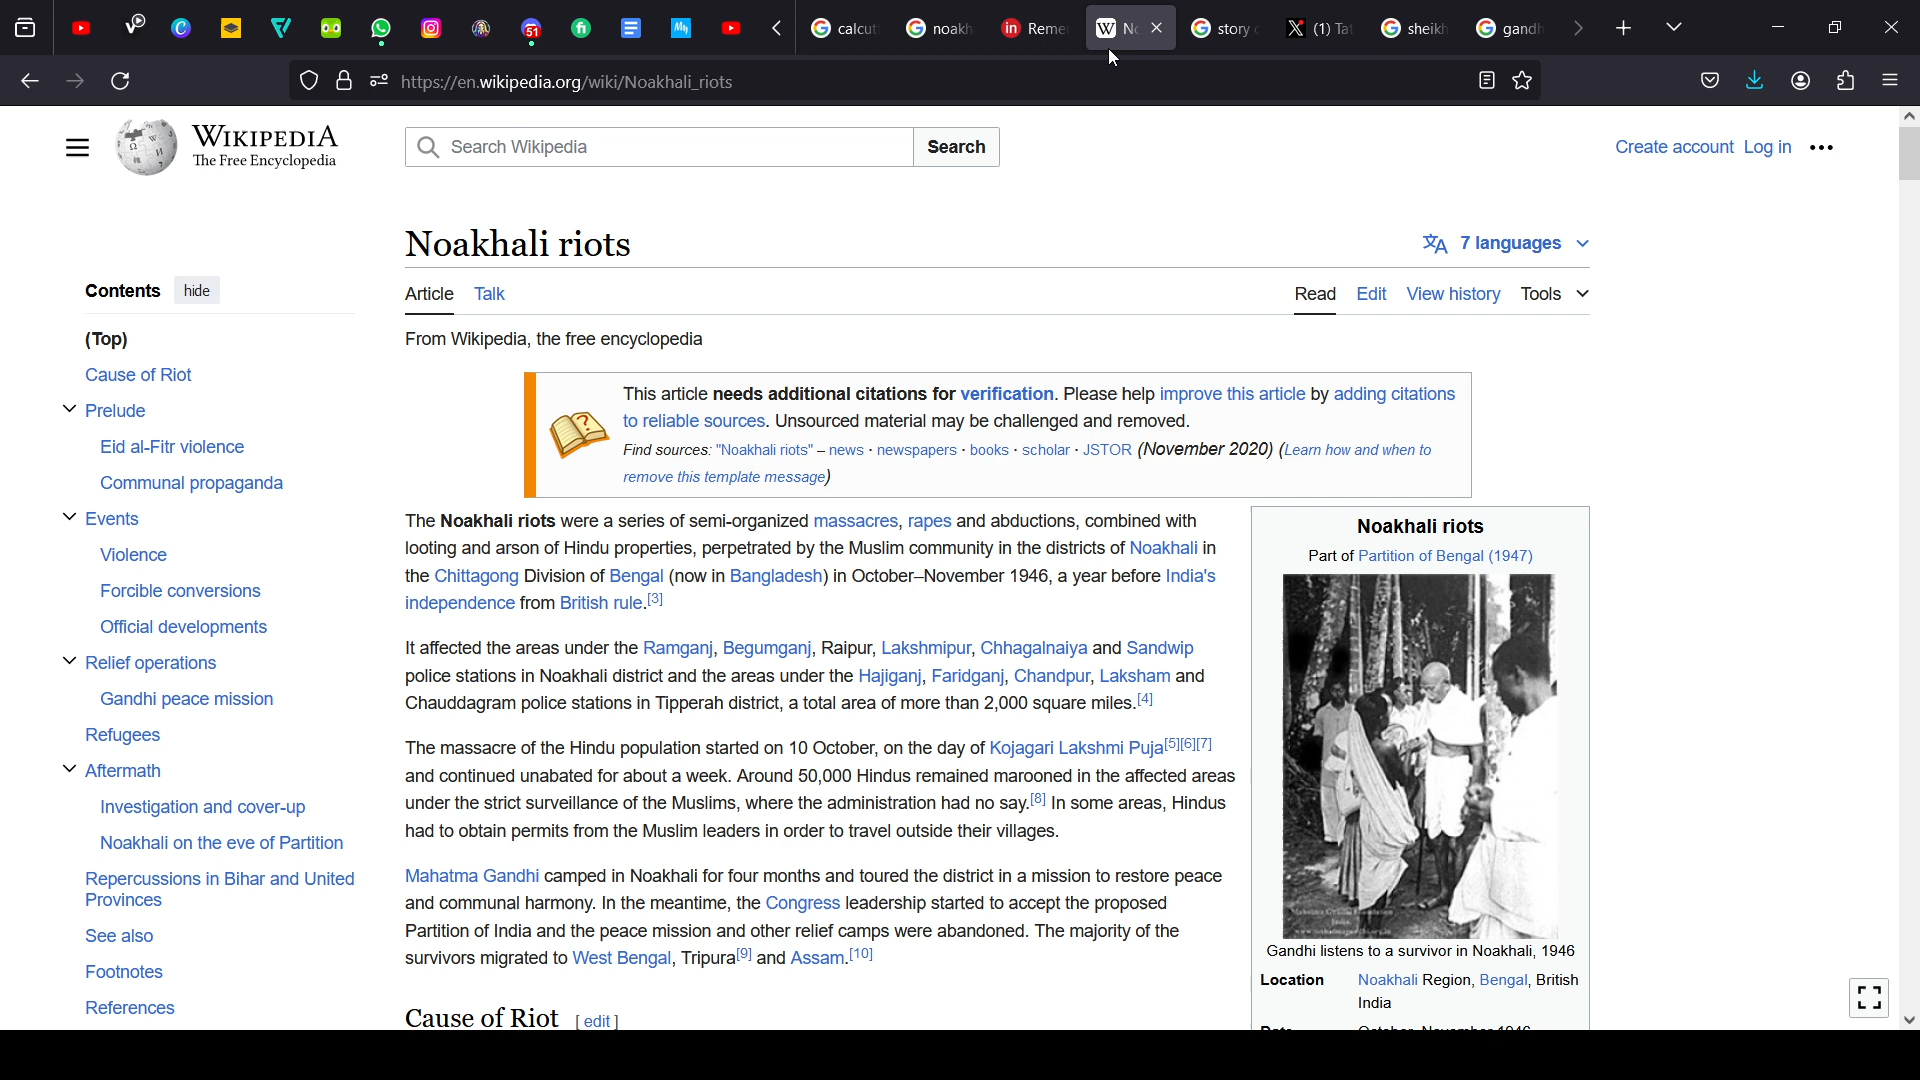 51
calcut
noakh
in Reme
W No
story o
(1) Tat
sheikh
gandh
https://en.wikipedia.org/wiki/Noakhali_riots
WIKIPEDIA
The Free Encyclopedia
Search Wikipedia
Search
Create account Log in
Noakhali riots
7 languages
Contents hide
Article Talk
Read Edit View history Tools
(Top)
Cause of Riot
Prelude
Eid al-Fitr violence
Communal propaganda
Events
Violence
Forcible conversions
Official developments
Relief operations
Gandhi peace mission
Refugees
Aftermath
Investigation and cover-up
Noakhali on the eve of Partition
Repercussions in Bihar and United
Provinces
See also
Footnotes
References
From Wikipedia, the free encyclopedia
This article needs additional citations for verification. Please help improve this article by adding citations
to reliable sources. Unsourced material may be challenged and removed.
Find sources: "Noakhali riots" – news · newspapers · books · scholar · JSTOR (November 2020) (Learn how and when to
remove this template message)
The Noakhali riots were a series of semi-organized massacres, rapes and abductions, combined with
looting and arson of Hindu properties, perpetrated by the Muslim community in the districts of Noakhali in
the Chittagong Division of Bengal (now in Bangladesh) in October–November 1946, a year before India's
independence from British rule.[3]
It affected the areas under the Ramganj, Begumganj, Raipur, Lakshmipur, Chhagalnaiya and Sandwip
police stations in Noakhali district and the areas under the Hajiganj, Faridganj, Chandpur, Laksham and
Chauddagram police stations in Tipperah district, a total area of more than 2,000 square miles.[4]
The massacre of the Hindu population started on 10 October, on the day of Kojagari Lakshmi Puja[5][6][7]
and continued unabated for about a week. Around 50,000 Hindus remained marooned in the affected areas
under the strict surveillance of the Muslims, where the administration had no say.[8] In some areas, Hindus
had to obtain permits from the Muslim leaders in order to travel outside their villages.
Mahatma Gandhi camped in Noakhali for four months and toured the district in a mission to restore peace
and communal harmony. In the meantime, the Congress leadership started to accept the proposed
Partition of India and the peace mission and other relief camps were abandoned. The majority of the
survivors migrated to West Bengal, Tripura[9] and Assam.[10]
Cause of Riot [ edit ]
Noakhali riots
Part of Partition of Bengal (1947)
Gandhi listens to a survivor in Noakhali, 1946
Location Noakhali Region, Bengal, British
India